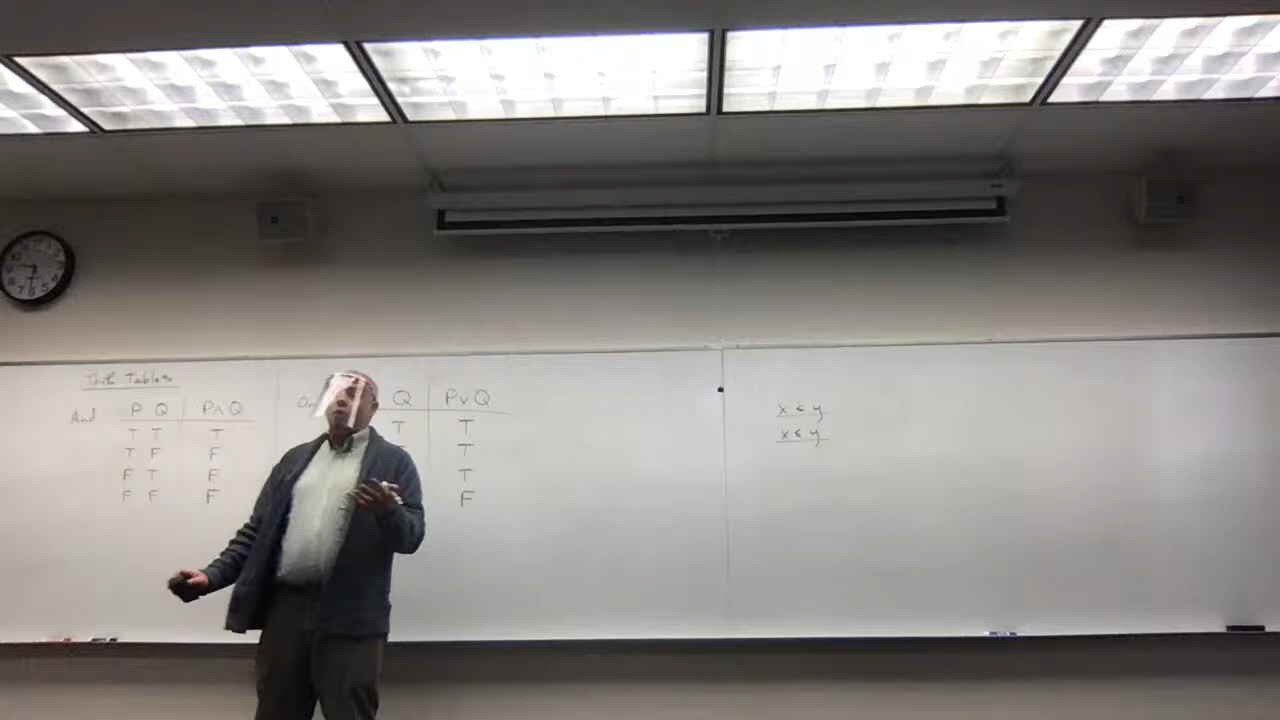 Truth Tables
And P Q P∧Q
T T T
T F F
F T F
F F F
Or Q P∨Q
T T
T
T
F
x < y
x ≤ y